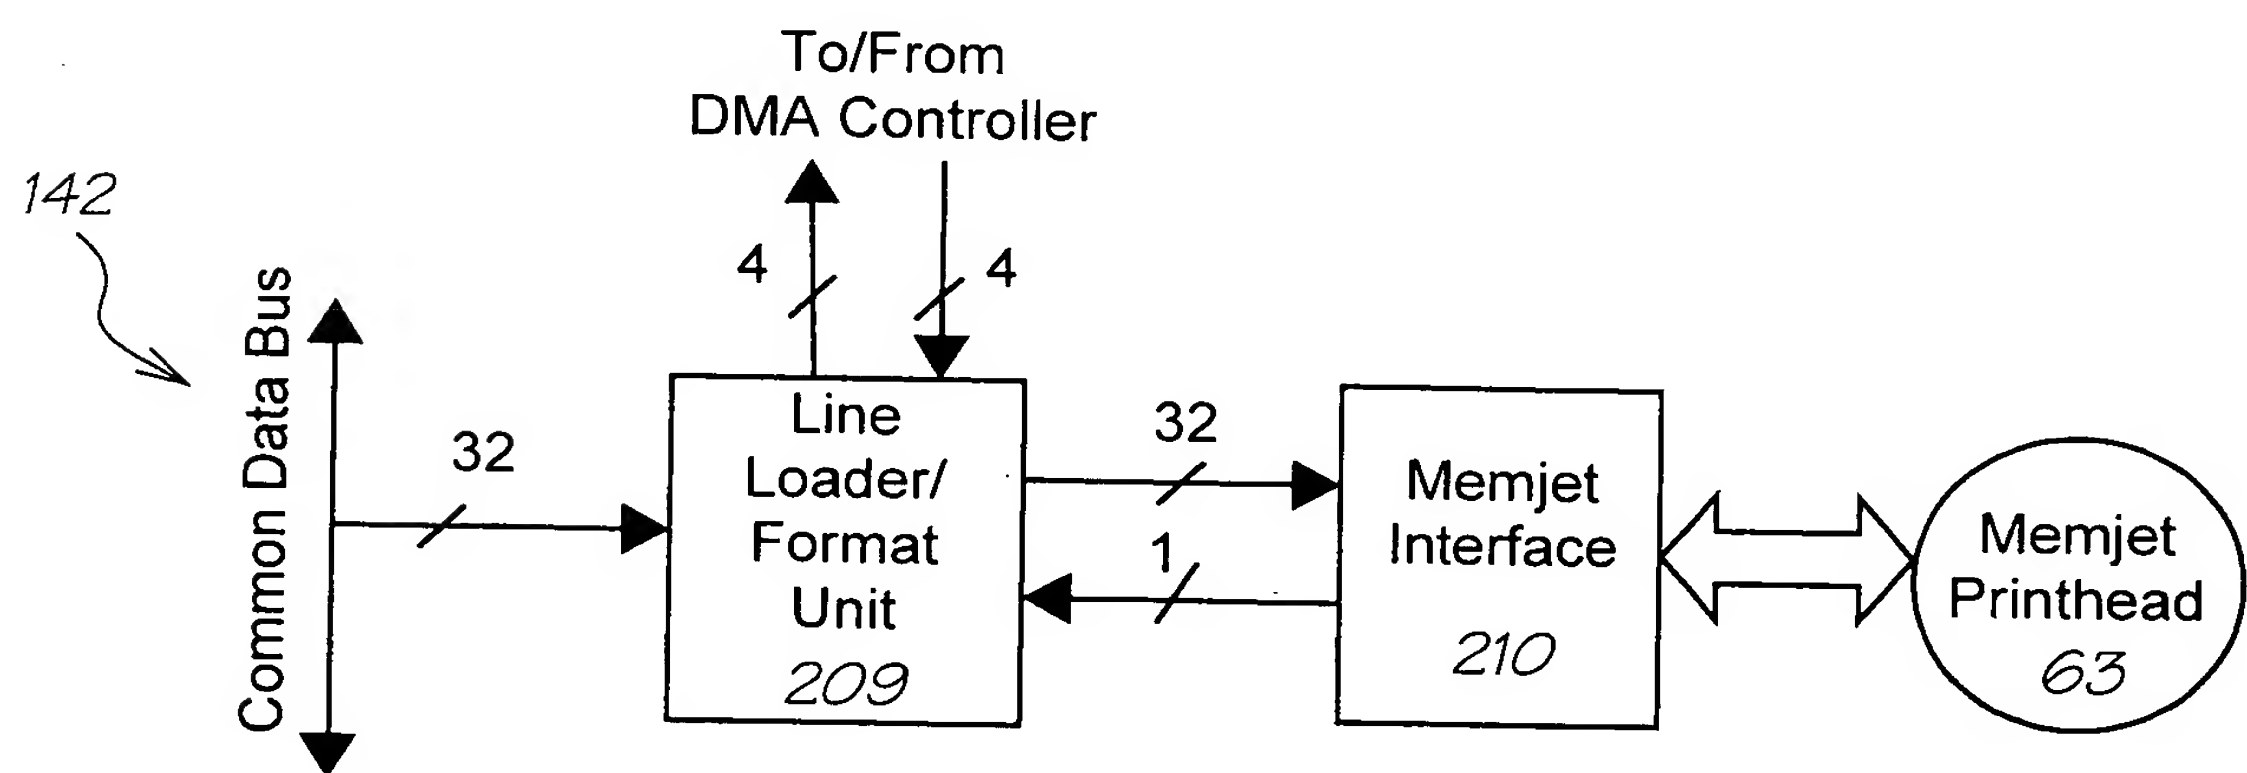 To/From
DMA Controller
142
4
4
Common Data Bus
32
Line
Loader/
Format
Unit
209
32
1
Memjet
Interface
210
Memjet
Printhead
63